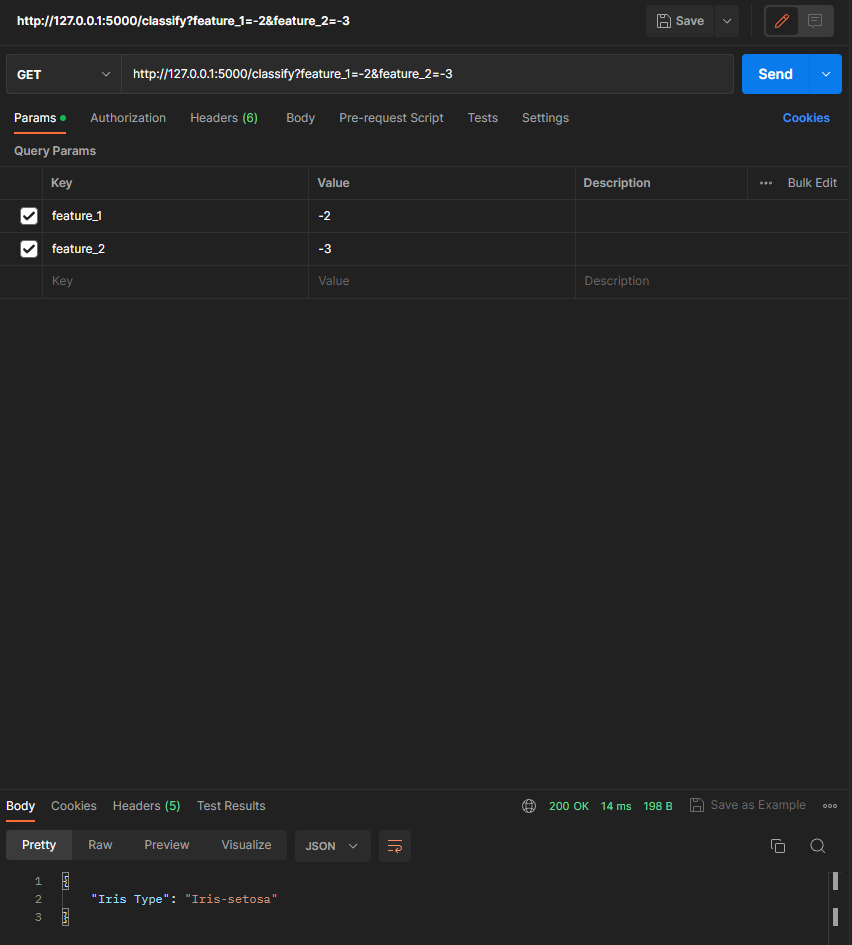 http://127.0.0.1:5000/classify?feature_1=-2&feature_2=-3 Save
GET http://127.0.0.1:5000/classify?feature_1=-2&feature_2=-3 Send
Params Authorization Headers (6) Body Pre-request Script Tests Settings Cookies
Query Params
Key Value Description ••• Bulk Edit
feature_1 -2
feature_2 -3
Key Value Description
Body Cookies Headers (5) Test Results 200 OK 14 ms 198 B Save as Example
Pretty Raw Preview Visualize JSON
1 {
2 "Iris Type": "Iris-setosa"
3 }